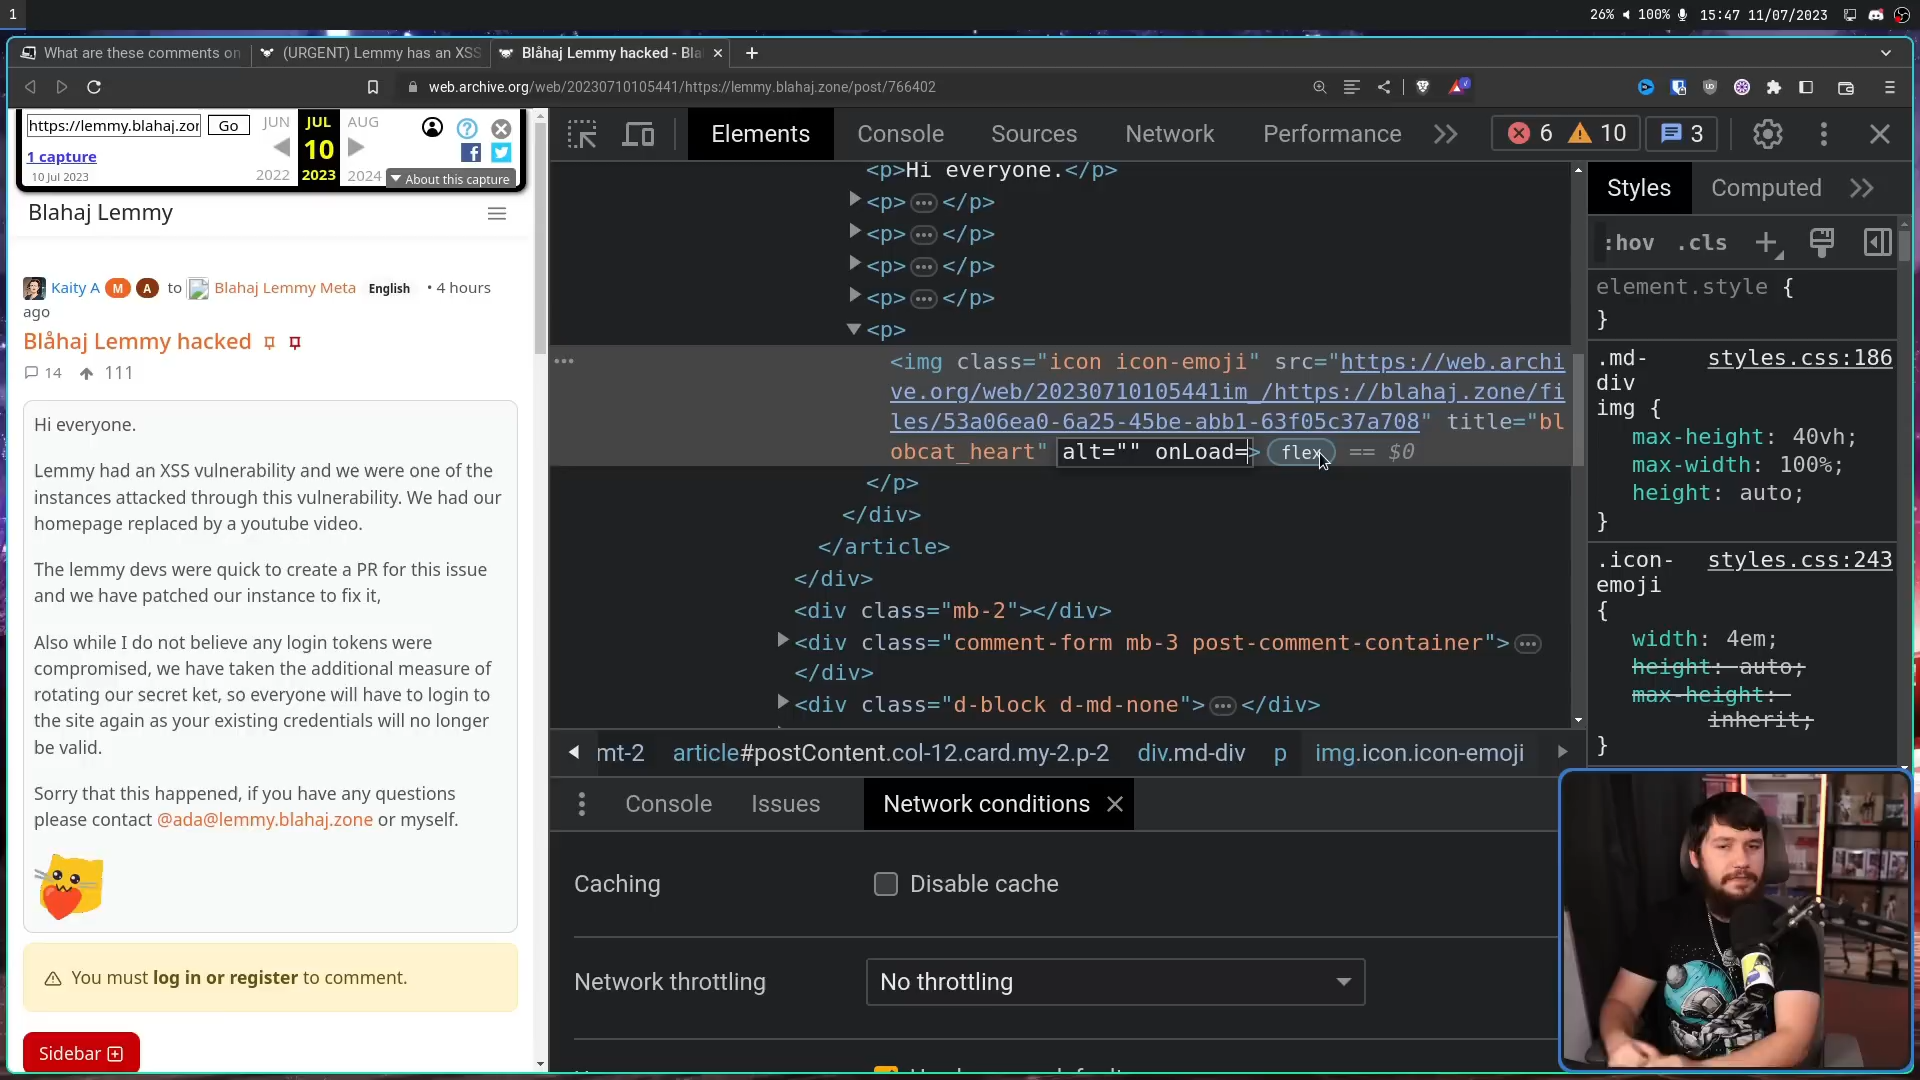 1
26%
100%
15:47 11/07/2023
What are these comments on
(URGENT) Lemmy has an XSS
Blåhaj Lemmy hacked - Bla
web.archive.org/web/20230710105441/https://lemmy.blahaj.zone/post/766402
https://lemmy.blahaj.zor
Go
JUN
JUL
AUG
1 capture
10
10 Jul 2023
2022
2023
2024
About this capture
Blahaj Lemmy
Kaity A M A to Blahaj Lemmy Meta English • 4 hours
ago
Blåhaj Lemmy hacked
14 111
Hi everyone.
Lemmy had an XSS vulnerability and we were one of the
instances attacked through this vulnerability. We had our
homepage replaced by a youtube video.
The lemmy devs were quick to create a PR for this issue
and we have patched our instance to fix it,
Also while I do not believe any login tokens were
compromised, we have taken the additional measure of
rotating our secret ket, so everyone will have to login to
the site again as your existing credentials will no longer
be valid.
Sorry that this happened, if you have any questions
please contact @ada@lemmy.blahaj.zone or myself.
You must log in or register to comment.
Sidebar
Elements
Console
Sources
Network
Performance
6
10
3
<p>Hi everyone.</p>
<p>…</p>
<p>…</p>
<p>…</p>
<p>…</p>
<p>
<img class="icon icon-emoji" src="https://web.archi
ve.org/web/20230710105441im_/https://blahaj.zone/fi
les/53a06ea0-6a25-45be-abb1-63f05c37a708" title="bl
obcat_heart" alt="" onLoad=> flex == $0
</p>
</div>
</article>
</div>
<div class="mb-2"></div>
<div class="comment-form mb-3 post-comment-container">…
</div>
<div class="d-block d-md-none">…</div>
mt-2 article#postContent.col-12.card.my-2.p-2 div.md-div p img.icon.icon-emoji
Console
Issues
Network conditions
Caching
Disable cache
Network throttling
No throttling
Styles
Computed
:hov .cls
element.style {
}
.md-
div
img {
styles.css:186
max-height: 40vh;
max-width: 100%;
height: auto;
}
.icon-
emoji
{
styles.css:243
width: 4em;
height: auto;
max-height:
inherit;
}